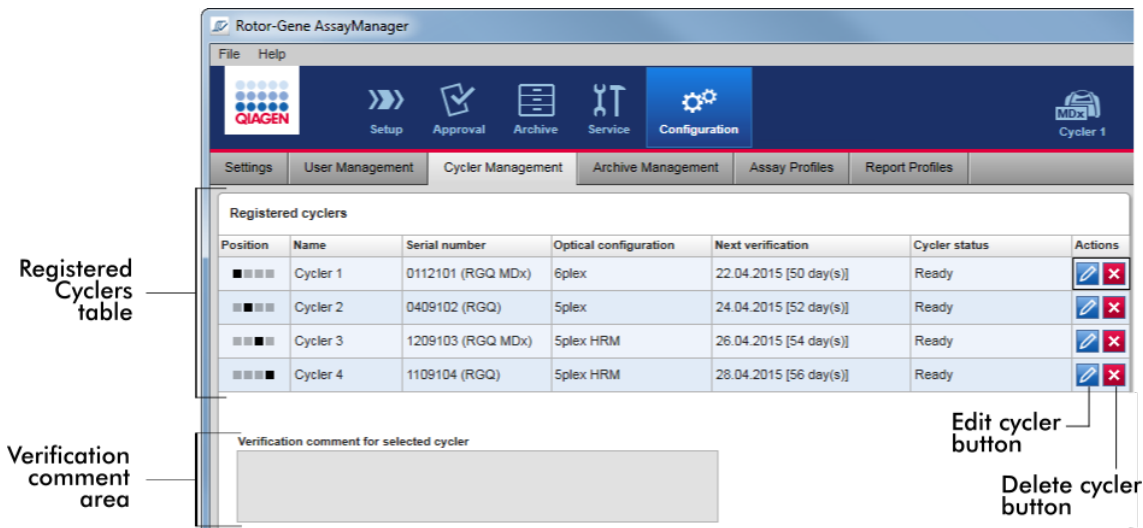 Rotor-Gene AssayManager
File Help
QIAGEN
Setup Approval Archive Service Configuration MDx Cycler 1
Settings User Management Cycler Management Archive Management Assay Profiles Report Profiles
Registered cyclers
Position Name Serial number Optical configuration Next verification Cycler status Actions
Cycler 1 0112101 (RGQ MDx) 6plex 22.04.2015 [50 day(s)] Ready
Cycler 2 0409102 (RGQ) 5plex 24.04.2015 [52 day(s)] Ready
Cycler 3 1209103 (RGQ MDx) 5plex HRM 26.04.2015 [54 day(s)] Ready
Cycler 4 1109104 (RGQ) 5plex HRM 28.04.2015 [56 day(s)] Ready
Registered
Cyclers
table
Edit cycler
button
Verification comment for selected cycler
Verification
comment
area
Delete cycler
button